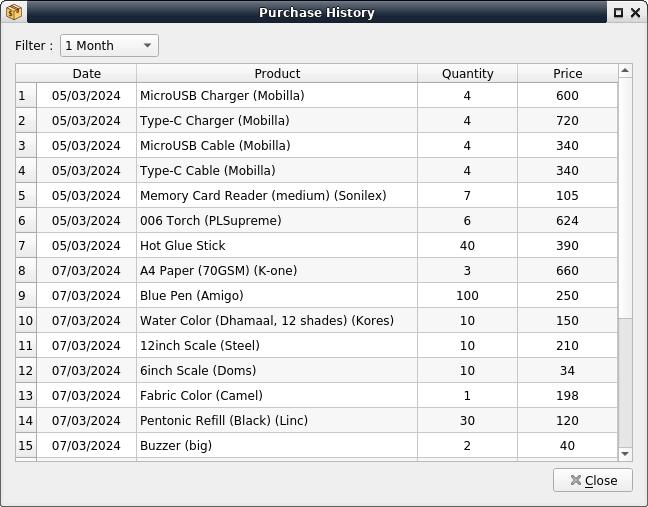 Purchase History
Filter : 1 Month
Date Product Quantity Price
1 05/03/2024 MicroUSB Charger (Mobilla) 4 600
2 05/03/2024 Type-C Charger (Mobilla) 4 720
3 05/03/2024 MicroUSB Cable (Mobilla) 4 340
4 05/03/2024 Type-C Cable (Mobilla) 4 340
5 05/03/2024 Memory Card Reader (medium) (Sonilex) 7 105
6 05/03/2024 006 Torch (PLSupreme) 6 624
7 05/03/2024 Hot Glue Stick 40 390
8 07/03/2024 A4 Paper (70GSM) (K-one) 3 660
9 07/03/2024 Blue Pen (Amigo) 100 250
10 07/03/2024 Water Color (Dhamaal, 12 shades) (Kores) 10 150
11 07/03/2024 12inch Scale (Steel) 10 210
12 07/03/2024 6inch Scale (Doms) 10 34
13 07/03/2024 Fabric Color (Camel) 1 198
14 07/03/2024 Pentonic Refill (Black) (Linc) 30 120
15 07/03/2024 Buzzer (big) 2 40
Close